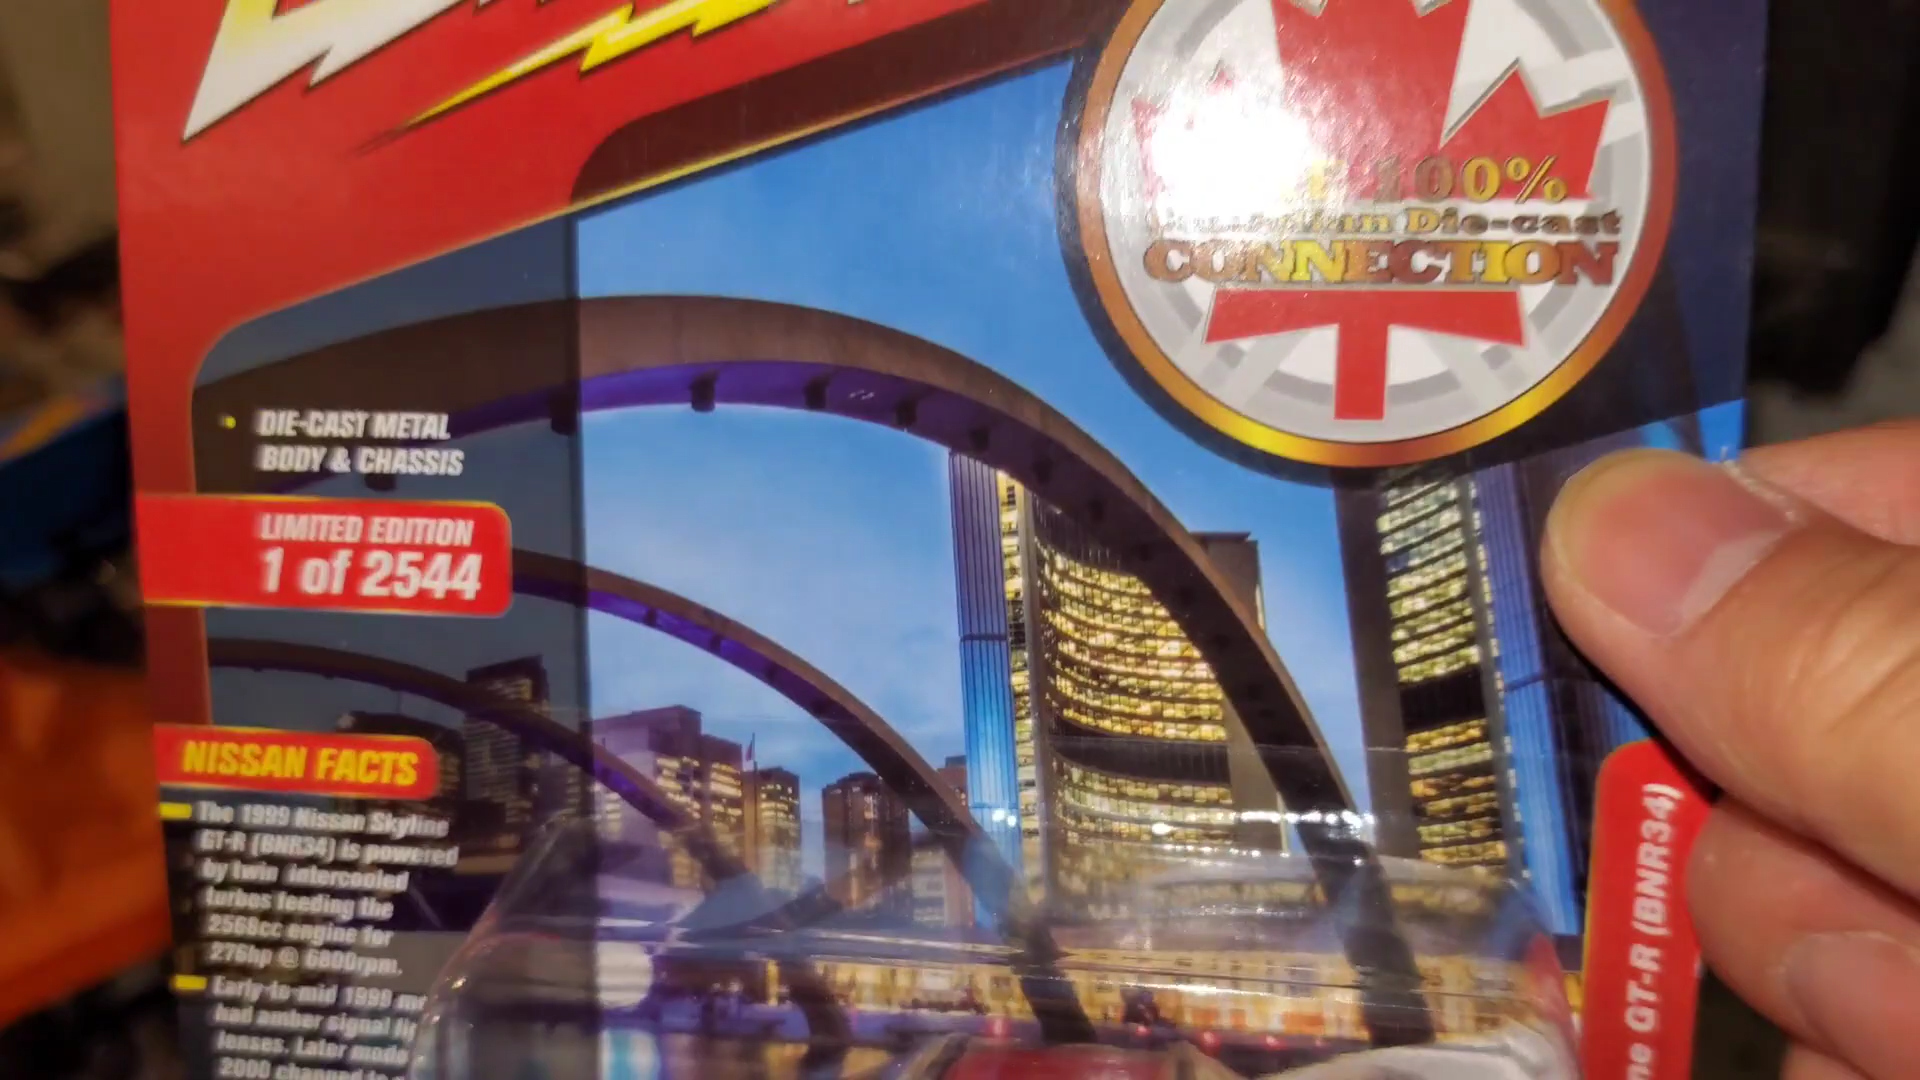 100%
Die-cast
CONNECTION
DIE-CAST METAL
BODY & CHASSIS
LIMITED EDITION
1 of 2544
NISSAN FACTS
The 1999 Nissan Skyline
GT-R (BNR34) is powered
by twin intercooled
turbos feeding the
2568cc engine for
276hp @ 6800rpm.
Early-to-mid 1999
had amber signal
lenses. Later
2000 changed
GT-R (BNR34)